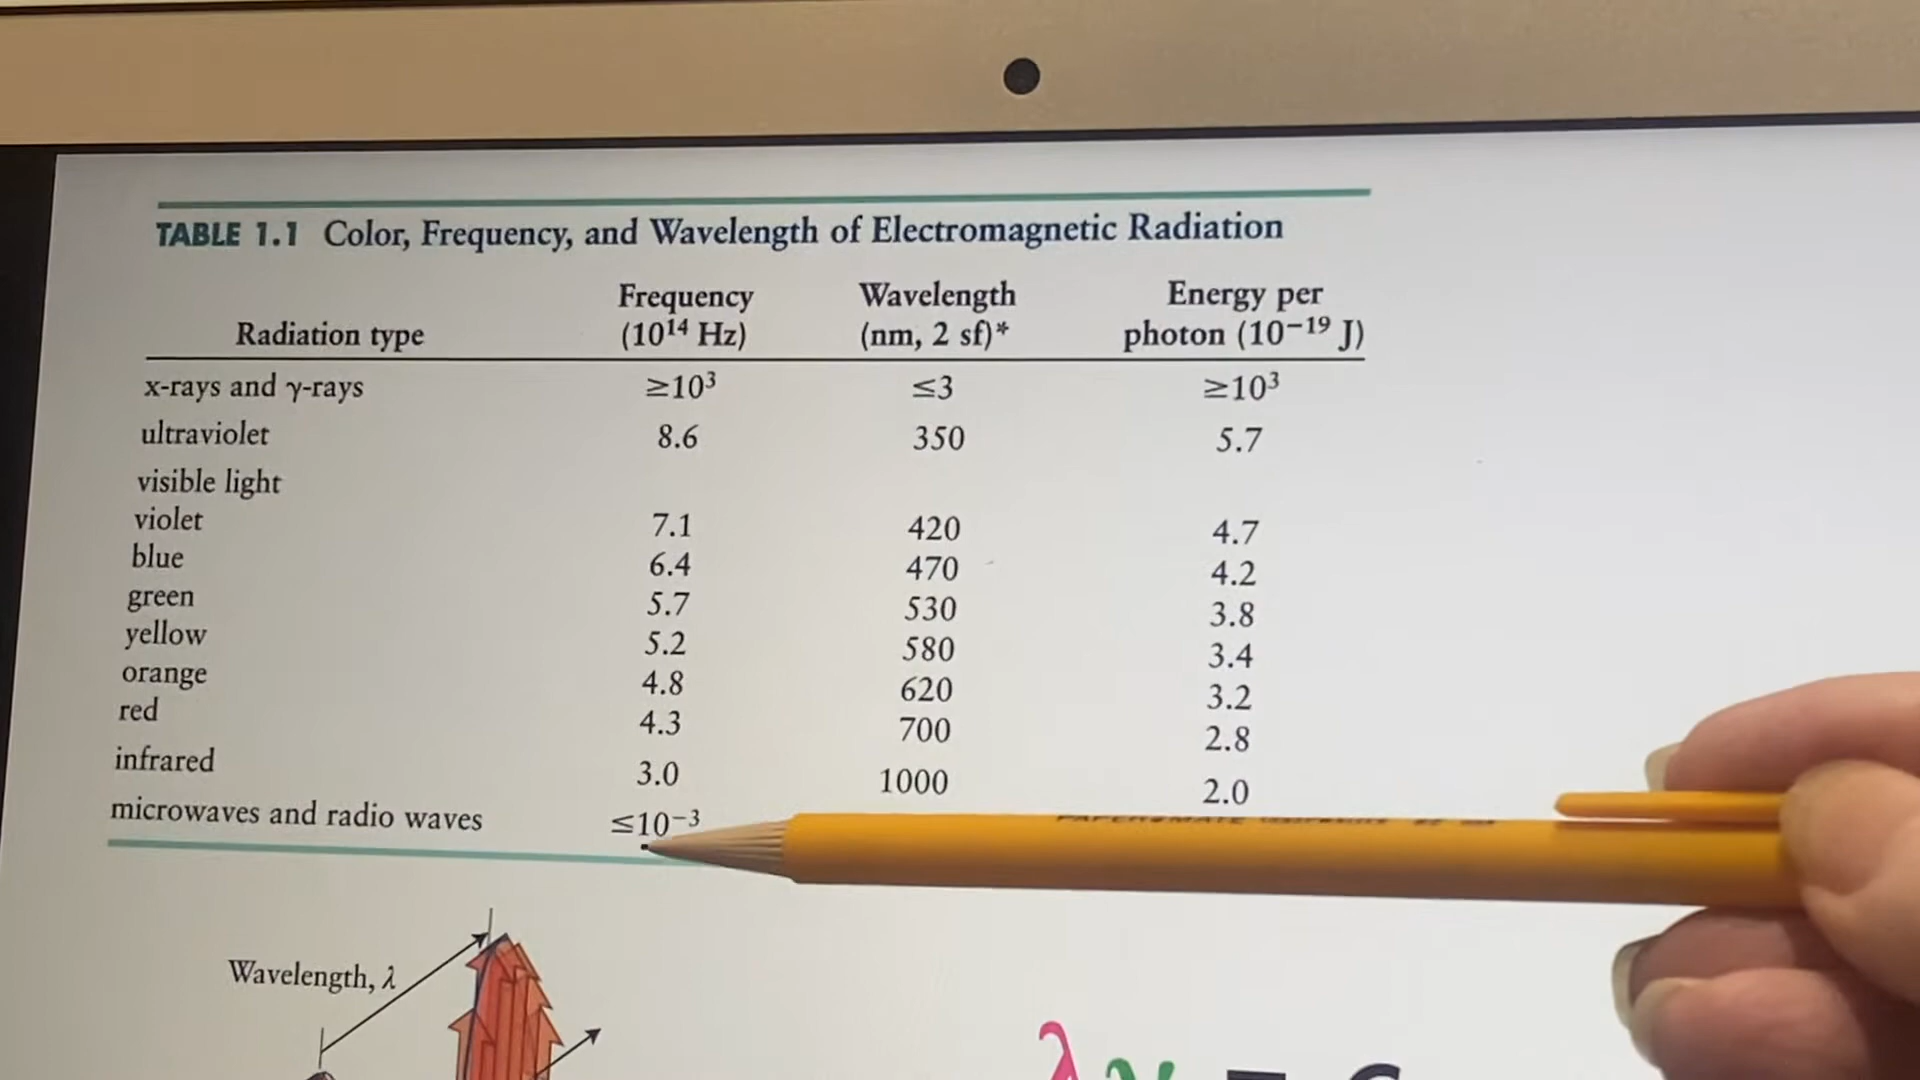 TABLE 1.1 Color, Frequency, and Wavelength of Electromagnetic Radiation
Radiation type Frequency (10¹⁴ Hz) Wavelength (nm, 2 sf)* Energy per photon (10⁻¹⁹ J)
x-rays and γ-rays ≥10³ ≤3 ≥10³
ultraviolet 8.6 350 5.7
visible light
violet 7.1 420 4.7
blue 6.4 470 4.2
green 5.7 530 3.8
yellow 5.2 580 3.4
orange 4.8 620 3.2
red 4.3 700 2.8
infrared 3.0 1000 2.0
microwaves and radio waves ≤10⁻³
Wavelength, λ